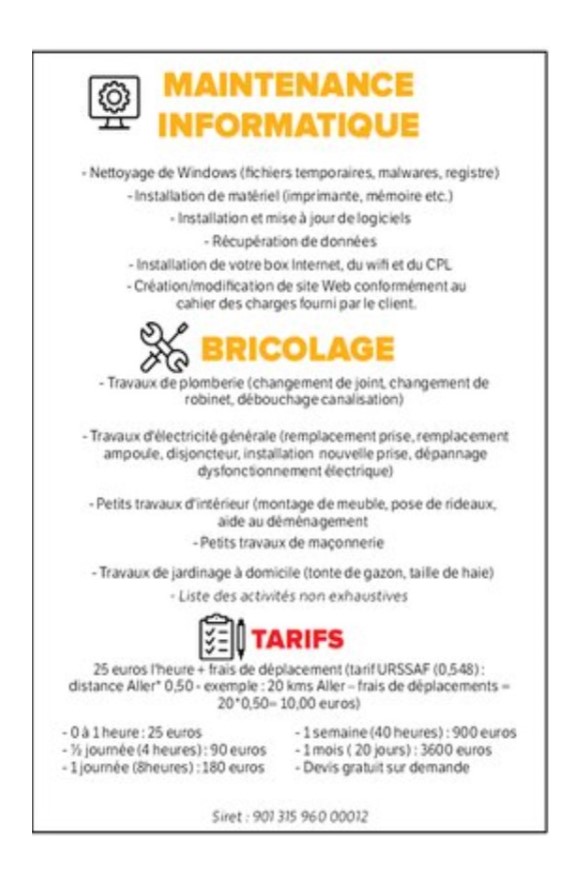 MAINTENANCE
INFORMATIQUE
- Nettoyage de Windows (fichiers temporaires, malwares, registre)
- Installation de matériel (imprimante, mémoire etc.)
- Installation et mise à jour de logiciels
- Récupération de données
- Installation de votre box Internet, du wifi et du CPL
- Création/modification de site Web conformément au
cahier des charges fourni par le client.
BRICOLAGE
- Travaux de plomberie (changement de joint, changement de
robinet, débouchage canalisation)
- Travaux d'électricité générale (remplacement prise, remplacement
ampoule, disjoncteur, installation nouvelle prise, dépannage
dysfonctionnement électrique)
- Petits travaux d'intérieur (montage de meuble, pose de rideaux,
aide au déménagement
- Petits travaux de maçonnerie
- Travaux de jardinage à domicile (tonte de gazon, taille de haie)
- Liste des activités non exhaustives
TARIFS
25 euros l'heure + frais de déplacement (tarif URSSAF (0,548) :
distance Aller* 0,50 - exemple : 20 kms Aller – frais de déplacements =
20*0,50= 10,00 euros)
- 0 à 1 heure : 25 euros
- ½ journée (4 heures) : 90 euros
- 1 journée (8heures) : 180 euros
- 1 semaine (40 heures) : 900 euros
- 1 mois ( 20 jours) : 3600 euros
- Devis gratuit sur demande
Siret : 901 315 960 00012